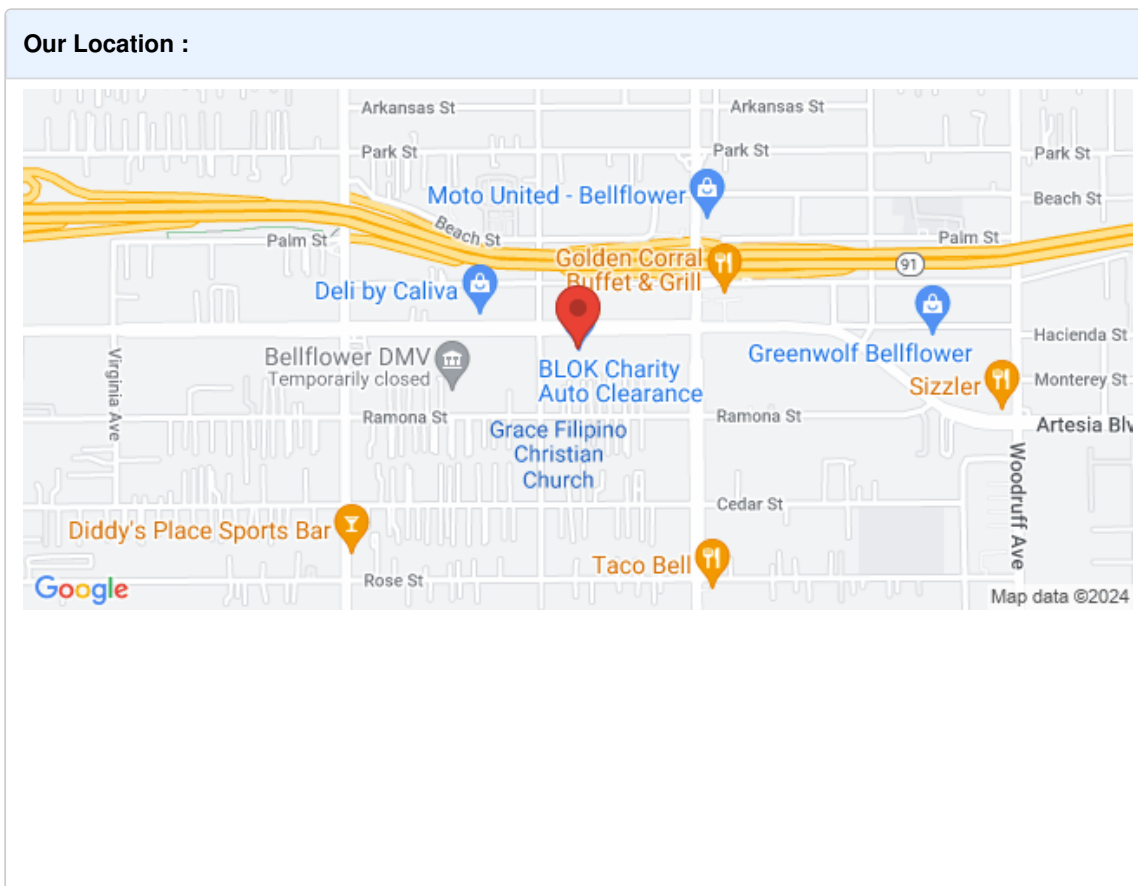 Our Location :
Arkansas St
Arkansas St
Park St
Park St
Park St
Moto United - Bellflower
Beach St
Beach St
Palm St
Palm St
Golden Corral
Buffet & Grill
91
Deli by Caliva
Hacienda St
Virginia Ave
Bellflower DMV
Temporarily closed
BLOK Charity
Auto Clearance
Greenwolf Bellflower
Sizzler
Monterey St
Ramona St
Ramona St
Artesia Blv
Grace Filipino
Christian
Church
Woodruff Ave
Cedar St
Diddy's Place Sports Bar
Taco Bell
Rose St
Google
Map data ©2024